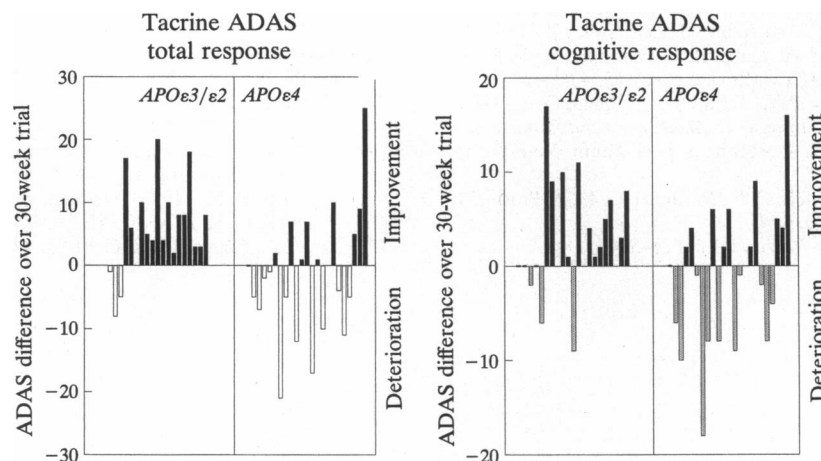 Tacrine ADAS
total response
ADAS difference over 30-week trial
30
20
10
0
−10
−20
−30
APOε3/ε2
APOε4
Improvement
Deterioration
Tacrine ADAS
cognitive response
ADAS difference over 30-week trial
20
10
0
−10
−20
APOε3/ε2
APOε4
Improvement
Deterioration